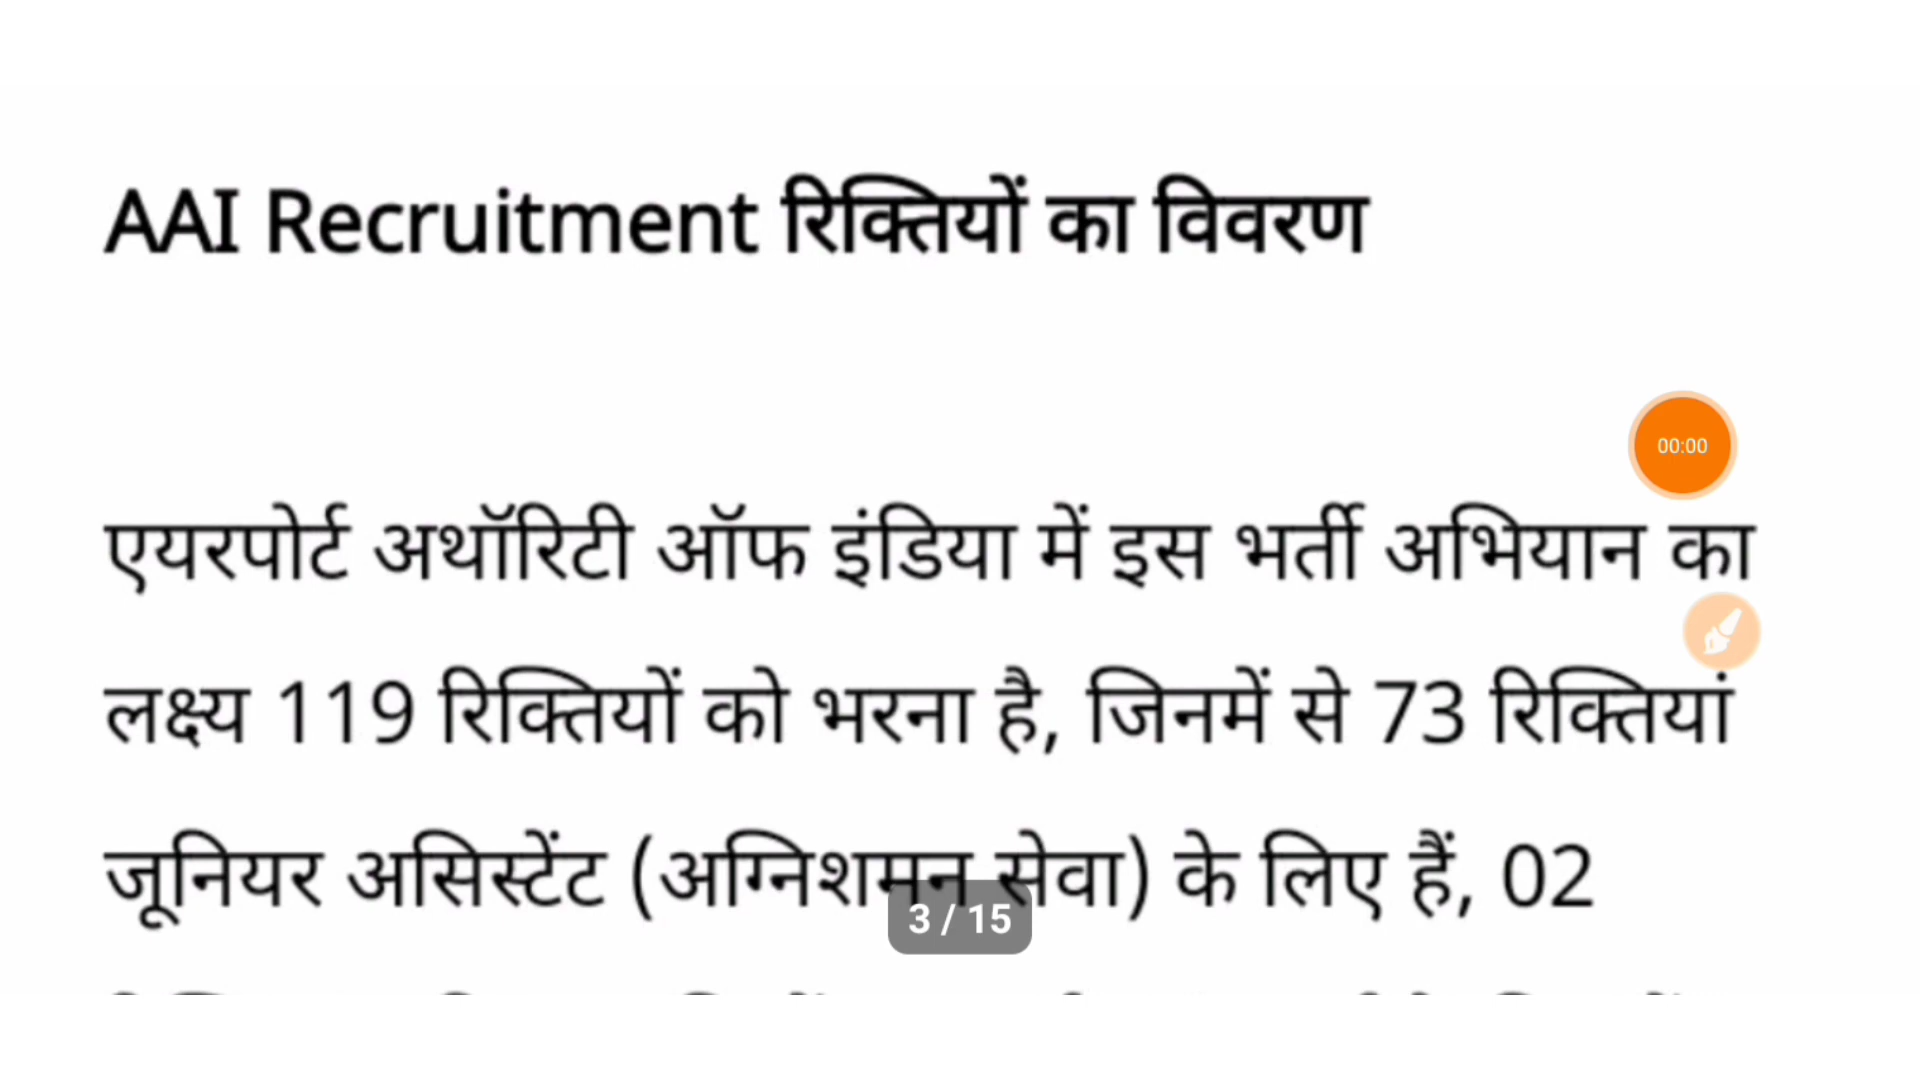 AAI Recruitment रिक्तियों का विवरण
00:00
एयरपोर्ट अथॉरिटी ऑफ इंडिया में इस भर्ती अभियान का
लक्ष्य 119 रिक्तियों को भरना है, जिनमें से 73 रिक्तियां
जूनियर असिस्टेंट (अग्निशमन सेवा) के लिए हैं, 02
3 / 15